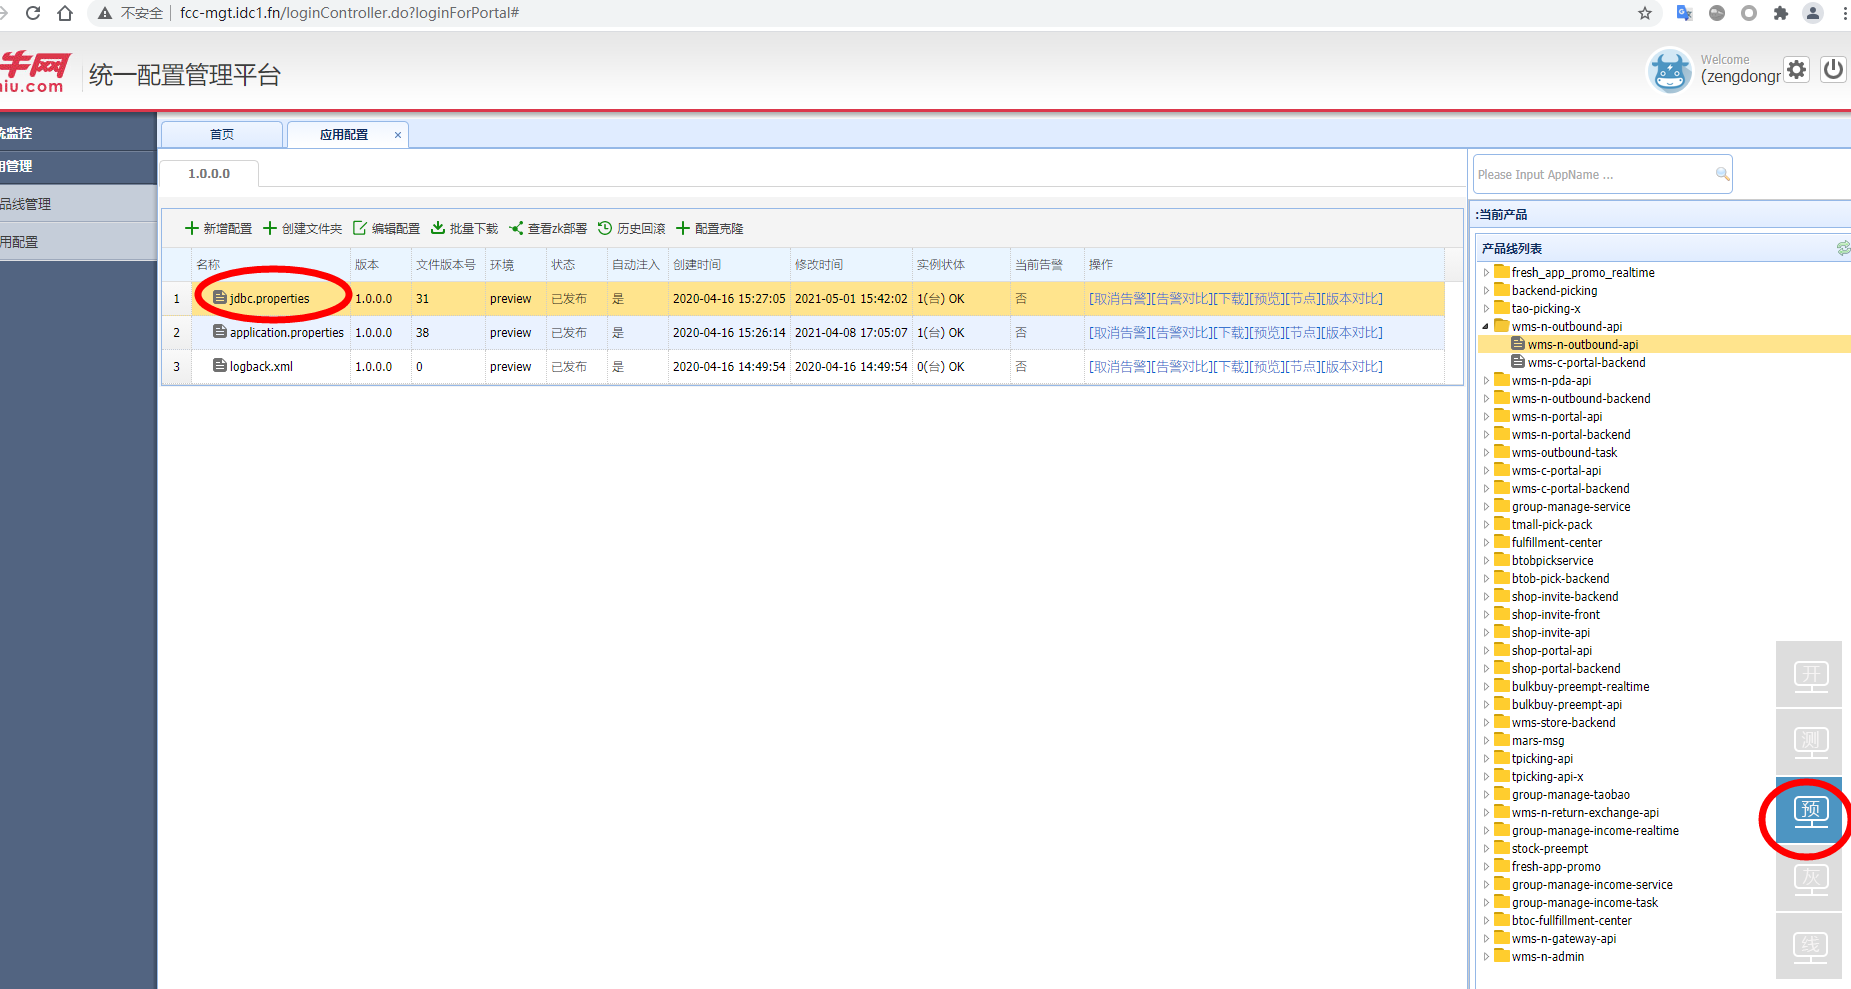 不安全 fcc-mgt.idc1.fn/loginController.do?loginForPortal#
牛网
niu.com
统一配置管理平台
Welcome
(zengdongr
统监控
用管理
品线管理
用配置
首页
应用配置 ×
1.0.0.0
新增配置 创建文件夹 编辑配置 批量下载 查看zk部署 历史回滚 配置克隆
名称 版本 文件版本号 环境 状态 自动注入 创建时间 修改时间 实例状体 当前告警 操作
1 jdbc.properties 1.0.0.0 31 preview 已发布 是 2020-04-16 15:27:05 2021-05-01 15:42:02 1(台) OK 否 [取消告警][告警对比][下载][预览][节点][版本对比]
2 application.properties 1.0.0.0 38 preview 已发布 是 2020-04-16 15:26:14 2021-04-08 17:05:07 1(台) OK 否 [取消告警][告警对比][下载][预览][节点][版本对比]
3 logback.xml 1.0.0.0 0 preview 已发布 是 2020-04-16 14:49:54 2020-04-16 14:49:54 0(台) OK 否 [取消告警][告警对比][下载][预览][节点][版本对比]
Please Input AppName ...
:当前产品
产品线列表
fresh_app_promo_realtime
backend-picking
tao-picking-x
wms-n-outbound-api
wms-n-outbound-api
wms-c-portal-backend
wms-n-pda-api
wms-n-outbound-backend
wms-n-portal-api
wms-n-portal-backend
wms-outbound-task
wms-c-portal-api
wms-c-portal-backend
group-manage-service
tmall-pick-pack
fulfillment-center
btobpickservice
btob-pick-backend
shop-invite-backend
shop-invite-front
shop-invite-api
shop-portal-api
shop-portal-backend
bulkbuy-preempt-realtime
bulkbuy-preempt-api
wms-store-backend
mars-msg
tpicking-api
tpicking-api-x
group-manage-taobao
wms-n-return-exchange-api
group-manage-income-realtime
stock-preempt
fresh-app-promo
group-manage-income-service
group-manage-income-task
btoc-fullfillment-center
wms-n-gateway-api
wms-n-admin
开
测
预
灰
线